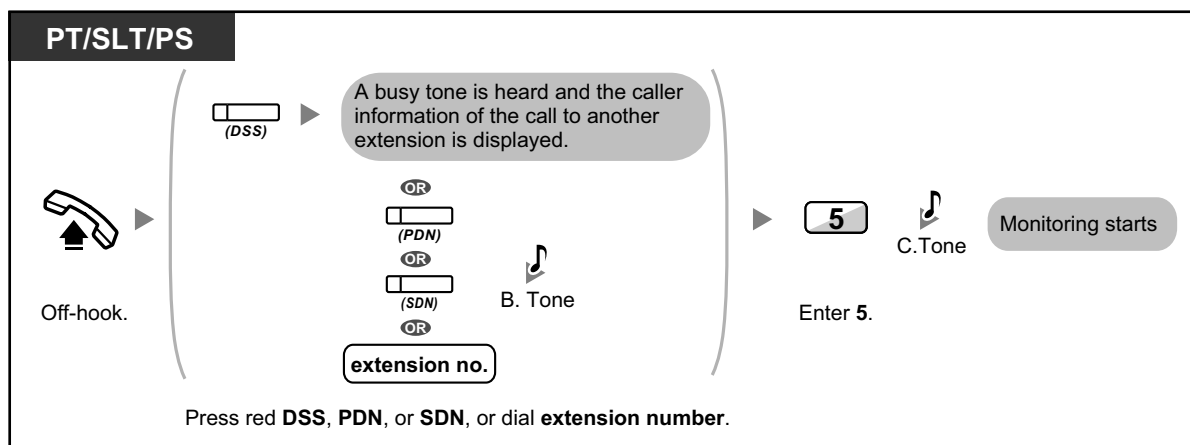 PT/SLT/PS
A busy tone is heard and the caller
information of the call to another
extension is displayed.
(DSS)
OR
(PDN)
OR
(SDN)
B. Tone
OR
extension no.
5
C.Tone
Monitoring starts
Off-hook.
Enter 5.
Press red DSS, PDN, or SDN, or dial extension number.